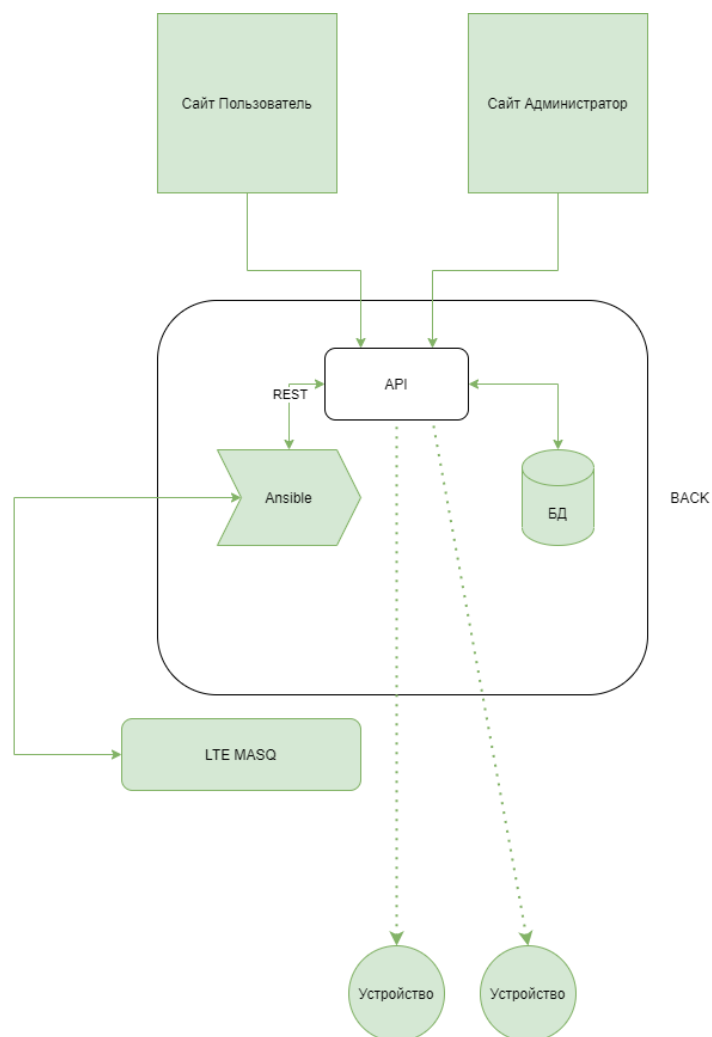 Сайт Пользователь
Сайт Администратор
API
REST
Ansible
БД
BACK
LTE MASQ
Устройство
Устройство